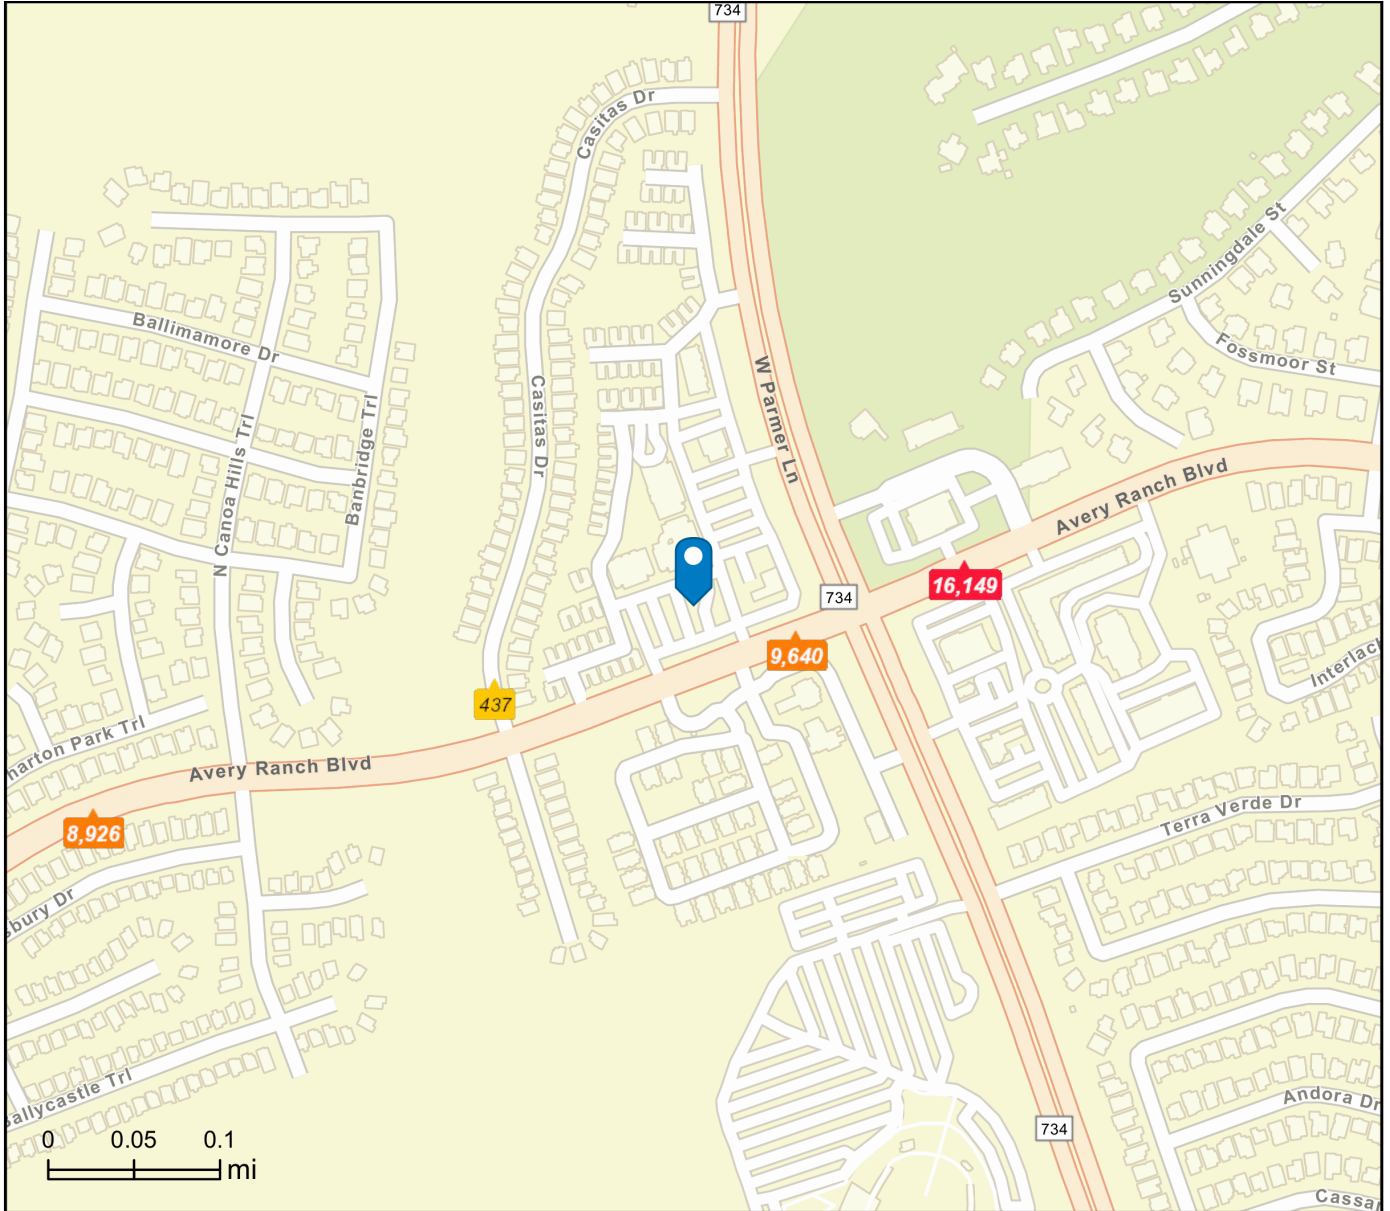 734
Casitas Dr
Sunningdale St
Ballimamore Dr
Fossmoor St
W Parmer Ln
Casitas Dr
N Canoa Hills Trl
Banbridge Trl
Avery Ranch Blvd
16,149
734
9,640
Interlach
437
harton Park Trl
Avery Ranch Blvd
8,926
Terra Verde Dr
sbury Dr
Ballycastle Trl
Andora Dr
734
0 0.05 0.1
mi
Cassa